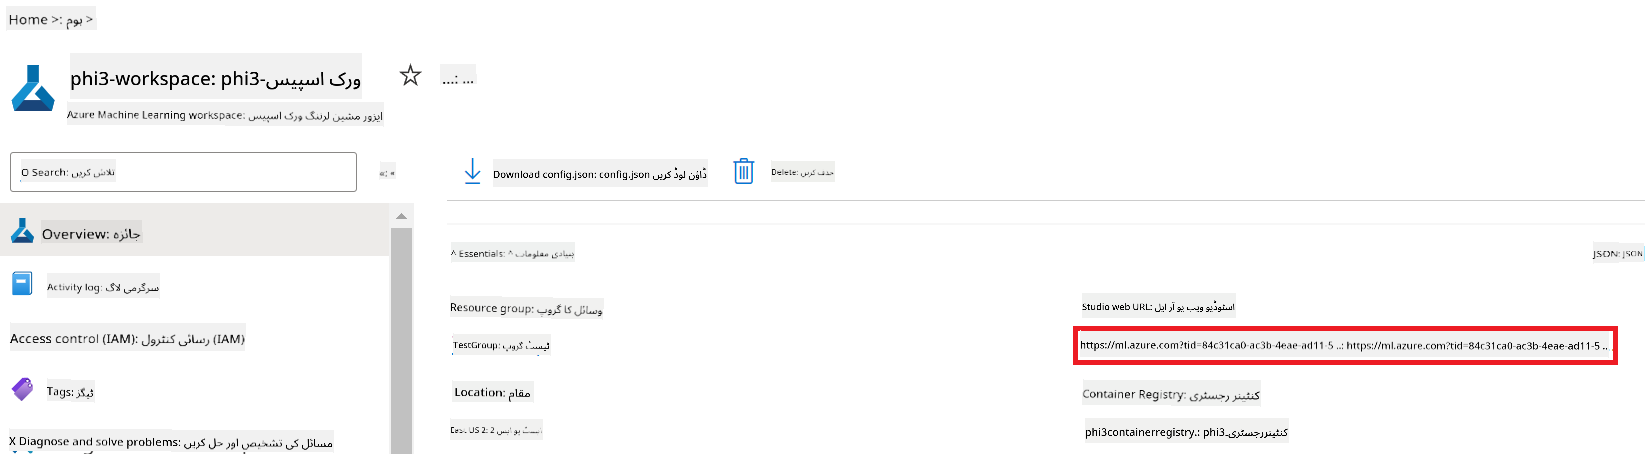 Home >: ہوم >
phi3-workspace: phi3-ورک اسپیس
...: ...
Azure Machine Learning workspace: ایزور مشین لرننگ ورک اسپیس
O Search: تلاش کریں
«: «
Download config.json: config.json ڈاؤن لوڈ کریں
Delete: حذف کریں
Overview: جائزہ
^ Essentials: ^ بنیادی معلومات
JSON: JSON
Activity log: سرگرمی لاگ
Resource group: وسائل کا گروپ
Studio web URL: اسٹوڈیو ویب یو آر ایل
Access control (IAM): رسائی کنٹرول (IAM)
TestGroup: ٹیسٹ گروپ
https://ml.azure.com?tid=84c31ca0-ac3b-4eae-ad11-5 ..: https://ml.azure.com?tid=84c31ca0-ac3b-4eae-ad11-5 ..
Tags: ٹیگز
Location: مقام
Container Registry: کنٹینر رجسٹری
East US 2: ایسٹ یو ایس 2
phi3containerregistry.: phi3کنٹینررجسٹری.
X Diagnose and solve problems: مسائل کی تشخیص اور حل کریں